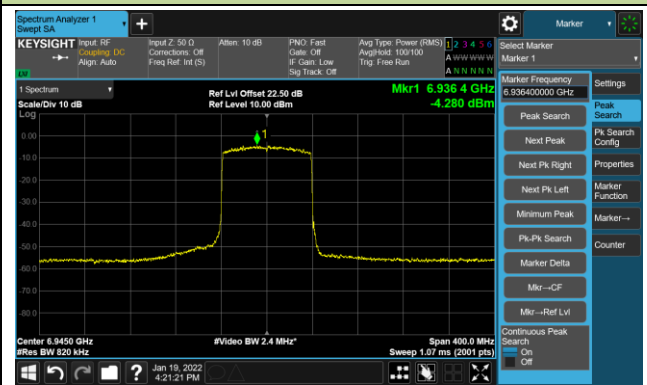 Spectrum Analyzer 1
Swept SA
Marker
KEYSIGHT
Input: RF
Coupling: DC
Align: Auto
Input Z: 50 Ω
Corrections: Off
Freq Ref: Int (S)
Atten: 10 dB
PNO: Fast
Gate: Off
IF Gain: Low
Sig Track: Off
Avg Type: Power (RMS)
Avg|Hold: 100/100
Trig: Free Run
1 2 3 4 5 6
A W W W W W
A N N N N N
Select Marker
Marker 1
1 Spectrum
Scale/Div 10 dB
Log
Ref Lvl Offset 22.50 dB
Ref Level 10.00 dBm
Mkr1 6.936 4 GHz
-4.280 dBm
1
0.00
-10.0
-20.0
-30.0
-40.0
-50.0
-60.0
-70.0
-80.0
Center 6.9450 GHz
#Res BW 820 kHz
#Video BW 2.4 MHz*
Span 400.0 MHz
Sweep 1.07 ms (2001 pts)
Marker Frequency
6.936400000 GHz
Peak Search
Next Peak
Next Pk Right
Next Pk Left
Minimum Peak
Pk-Pk Search
Marker Delta
Mkr→CF
Mkr→Ref Lvl
Continuous Peak
Search
On
Off
Settings
Peak
Search
Pk Search
Config
Properties
Marker
Function
Marker→
Counter
?
Jan 19, 2022
4:21:21 PM